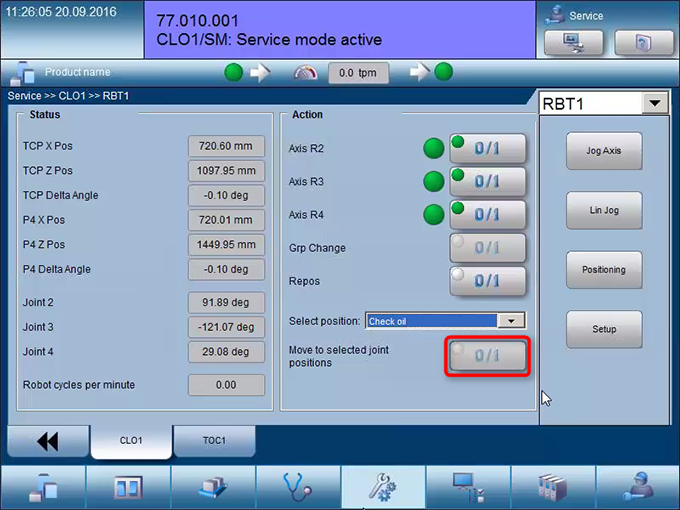 11:26:05 20.09.2016
77.010.001
CLO1/SM: Service mode active
Service
Product name
0.0 tpm
Service >> CLO1 >> RBT1
RBT1
Status
TCP X Pos 720.60 mm
TCP Z Pos 1097.95 mm
TCP Delta Angle -0.10 deg
P4 X Pos 720.01 mm
P4 Z Pos 1449.95 mm
P4 Delta Angle -0.10 deg
Joint 2 91.89 deg
Joint 3 -121.07 deg
Joint 4 29.08 deg
Robot cycles per minute 0.00
Action
Axis R2 0/1
Axis R3 0/1
Axis R4 0/1
Grp Change 0/1
Repos 0/1
Select position: Check oil
Move to selected joint
positions
0/1
Jog Axis
Lin Jog
Positioning
Setup
CLO1
TOC1